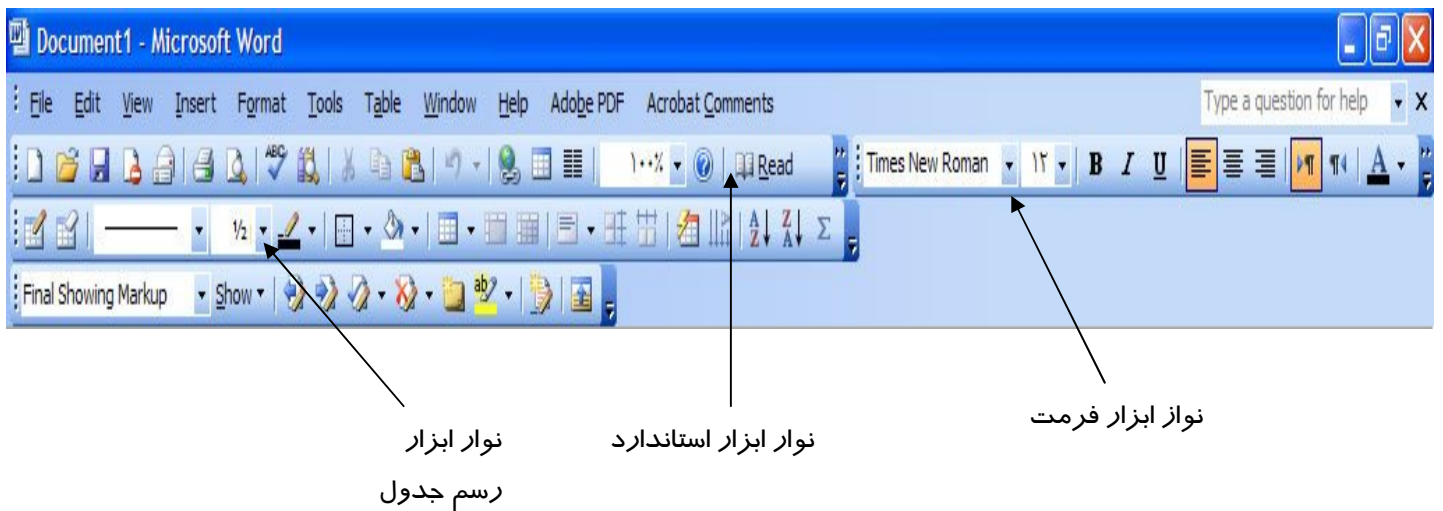 Document1 - Microsoft Word
File Edit View Insert Format Tools Table Window Help Adobe PDF Acrobat Comments Type a question for help
ABC ۱۰۰% Read Times New Roman ۱۲ B I U A
½ A Z Z A Σ
Final Showing Markup Show ab
نواز ابزار فرمت
نوار ابزار استاندارد
نوار ابزار
رسم جدول